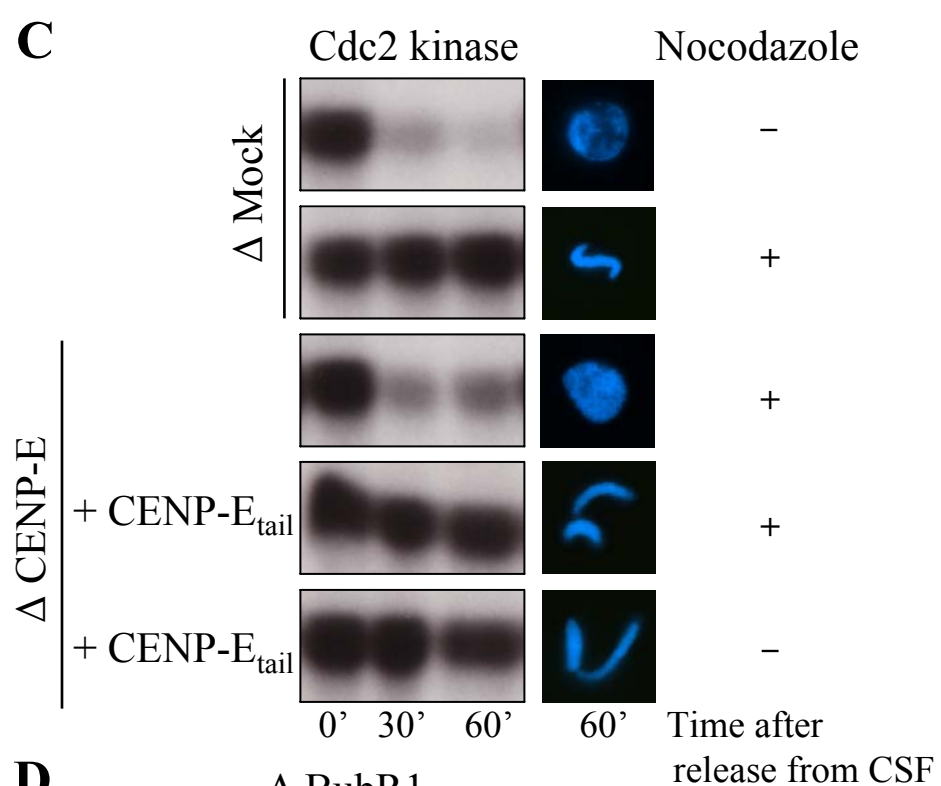 C
Cdc2 kinase Nocodazole
Δ Mock
−
+
Δ CENP-E
+
+ CENP-Etail +
+ CENP-Etail −
0’ 30’ 60’ 60’ Time after
release from CSF
D